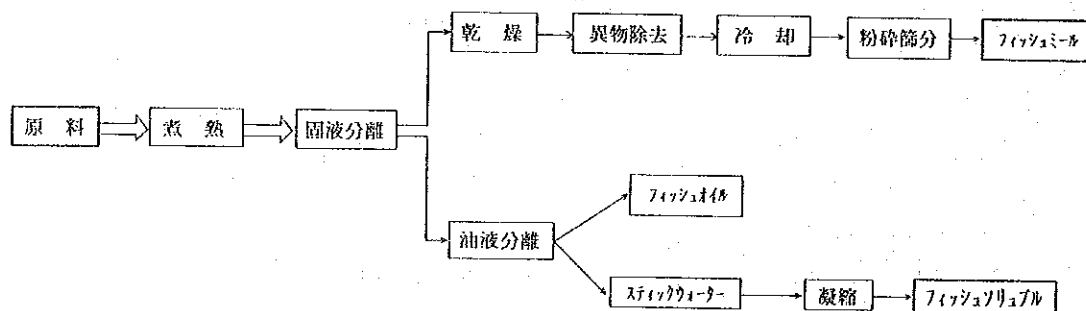 原料
煮熟
固液分離
乾燥
異物除去
冷却
粉砕篩分
フィッシュミール
油液分離
フィッシュオイル
スティックウォーター
凝縮
フィッシュソリュブル